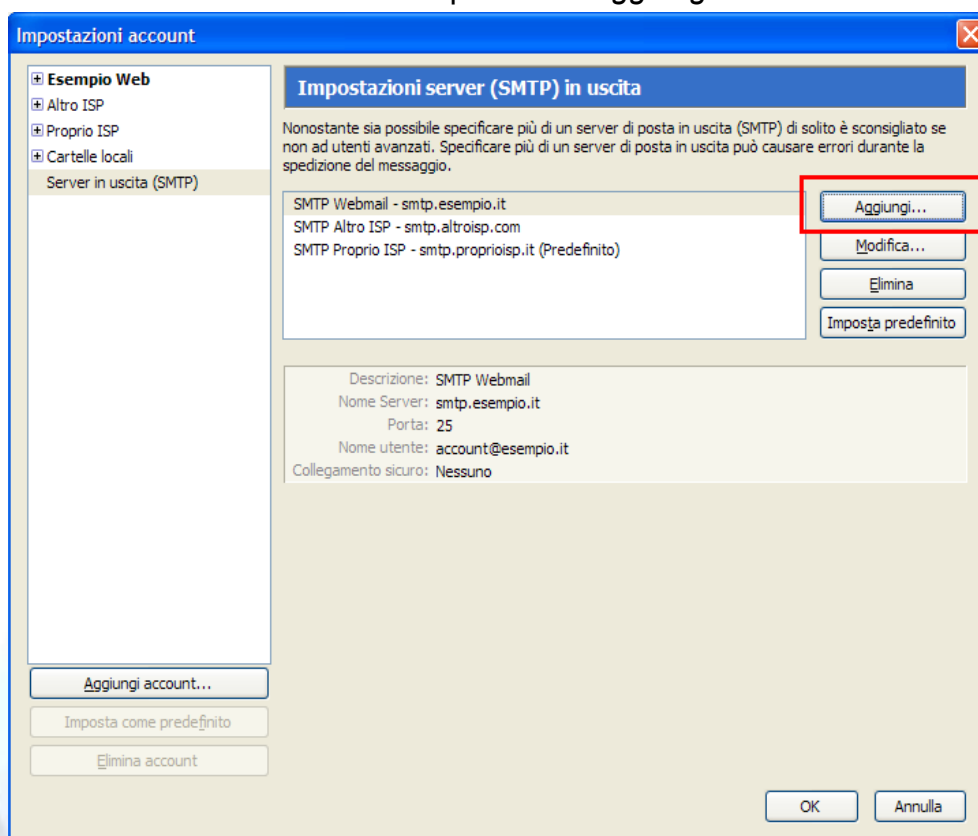 Impostazioni account
Esempio Web
Altro ISP
Proprio ISP
Cartelle locali
Server in uscita (SMTP)
Aggiungi account...
Imposta come predefinito
Elimina account
Impostazioni server (SMTP) in uscita
Nonostante sia possibile specificare più di un server di posta in uscita (SMTP) di solito è sconsigliato se
non ad utenti avanzati. Specificare più di un server di posta in uscita può causare errori durante la
spedizione del messaggio.
SMTP Webmail - smtp.esempio.it
SMTP Altro ISP - smtp.altroisp.com
SMTP Proprio ISP - smtp.proprioisp.it (Predefinito)
Aggiungi...
Modifica...
Elimina
Imposta predefinito
Descrizione: SMTP Webmail
Nome Server: smtp.esempio.it
Porta: 25
Nome utente: account@esempio.it
Collegamento sicuro: Nessuno
OK
Annulla